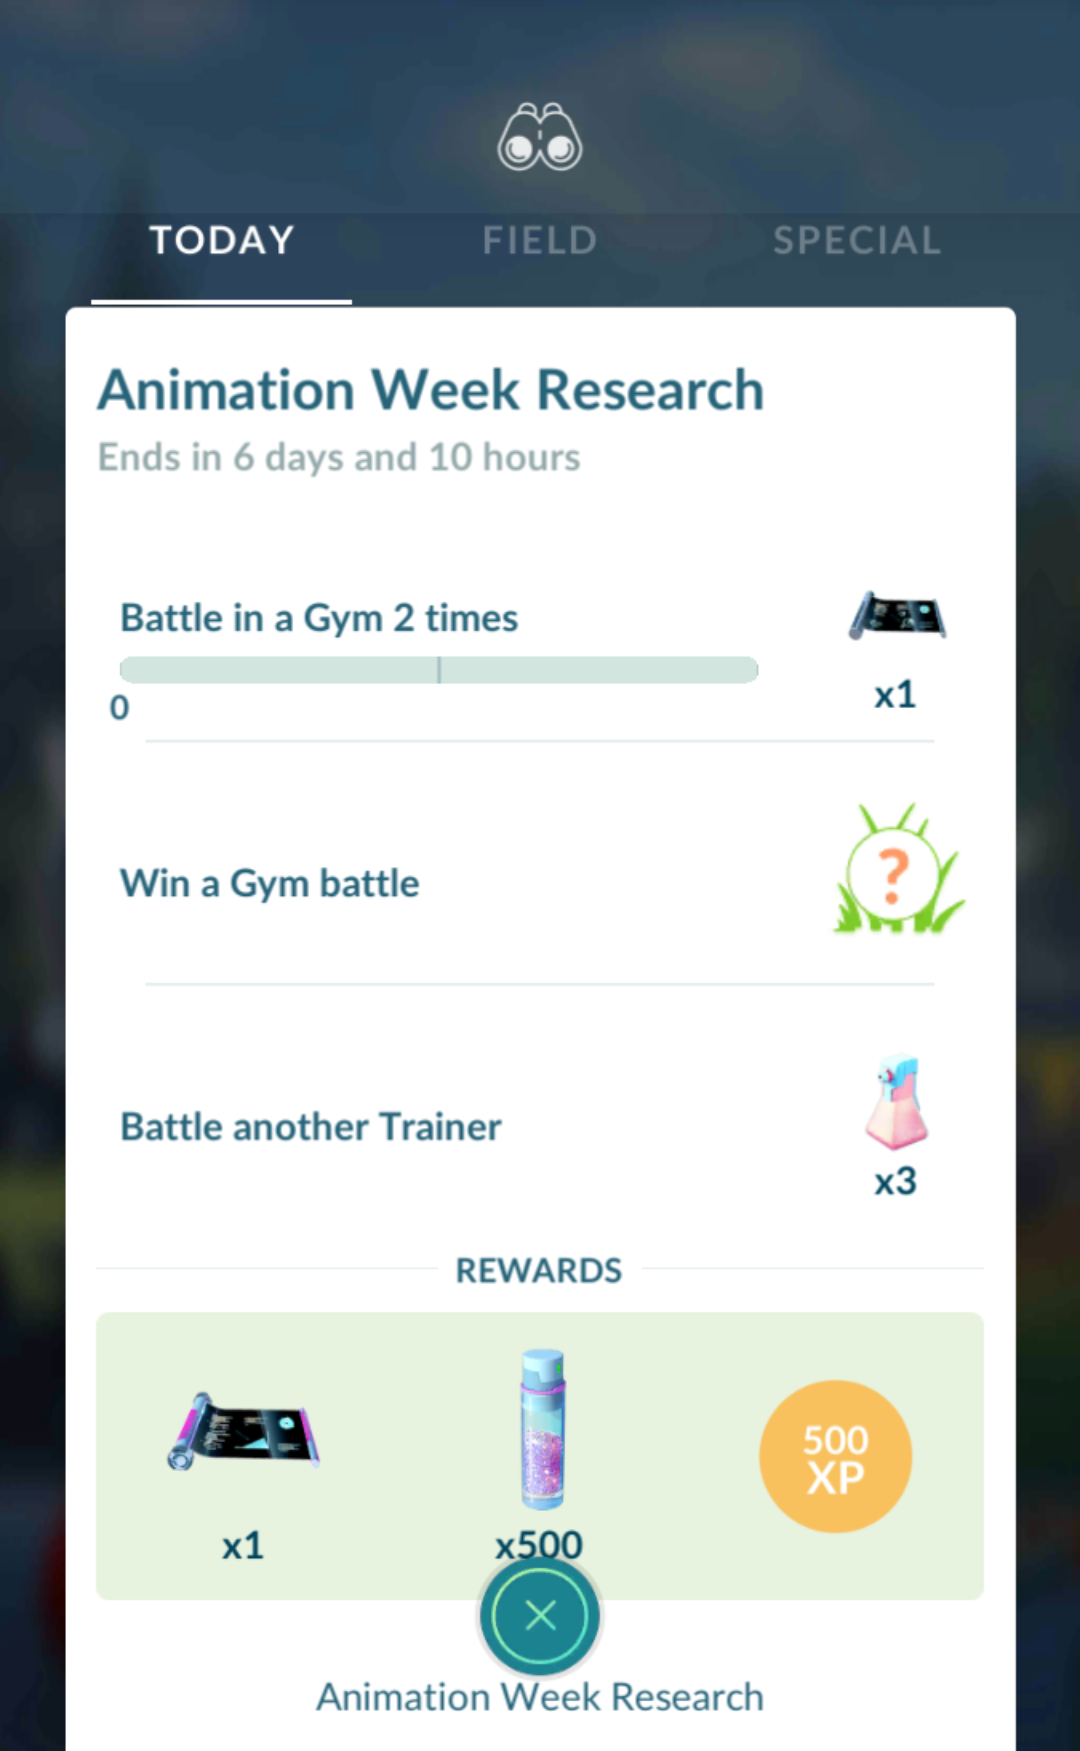 TODAY FIELD SPECIAL
Animation Week Research
Ends in 6 days and 10 hours
Battle in a Gym 2 times
0
x1
Win a Gym battle
?
Battle another Trainer
x3
REWARDS
500
XP
x1 x500
Animation Week Research